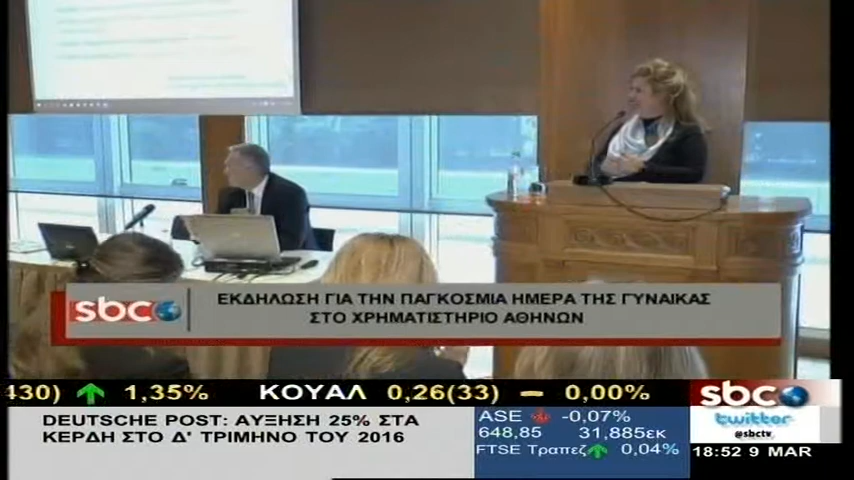 sbc
ΕΚΔΗΛΩΣΗ ΓΙΑ ΤΗΝ ΠΑΓΚΟΣΜΙΑ ΗΜΕΡΑ ΤΗΣ ΓΥΝΑΙΚΑΣ
ΣΤΟ ΧΡΗΜΑΤΙΣΤΗΡΙΟ ΑΘΗΝΩΝ
430) 1,35% ΚΟΥΑΛ 0,26(33) 0,00%
DEUTSCHE POST: ΑΥΞΗΣΗ 25% ΣΤΑ
ΚΕΡΔΗ ΣΤΟ Δ' ΤΡΙΜΗΝΟ ΤΟΥ 2016
ASE -0,07%
648,85 31,885εκ
FTSE Τραπεζ 0,04%
sbc
twitter
@sbctv
18:52 9 MAR